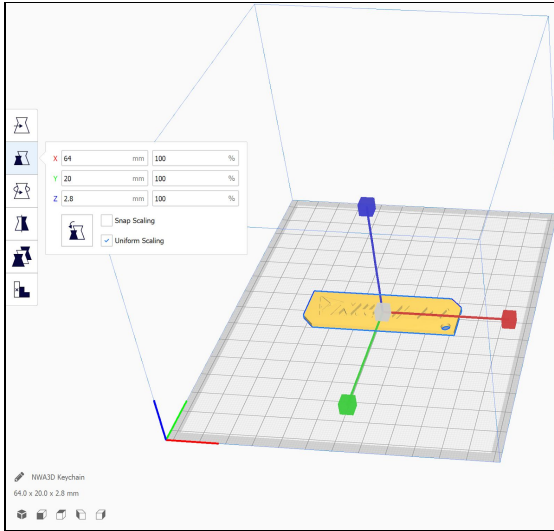 X 64 mm 100 %
Y 20 mm 100 %
Z 2.8 mm 100 %
Snap Scaling
Uniform Scaling
NWA3D Keychain
64.0 x 20.0 x 2.8 mm